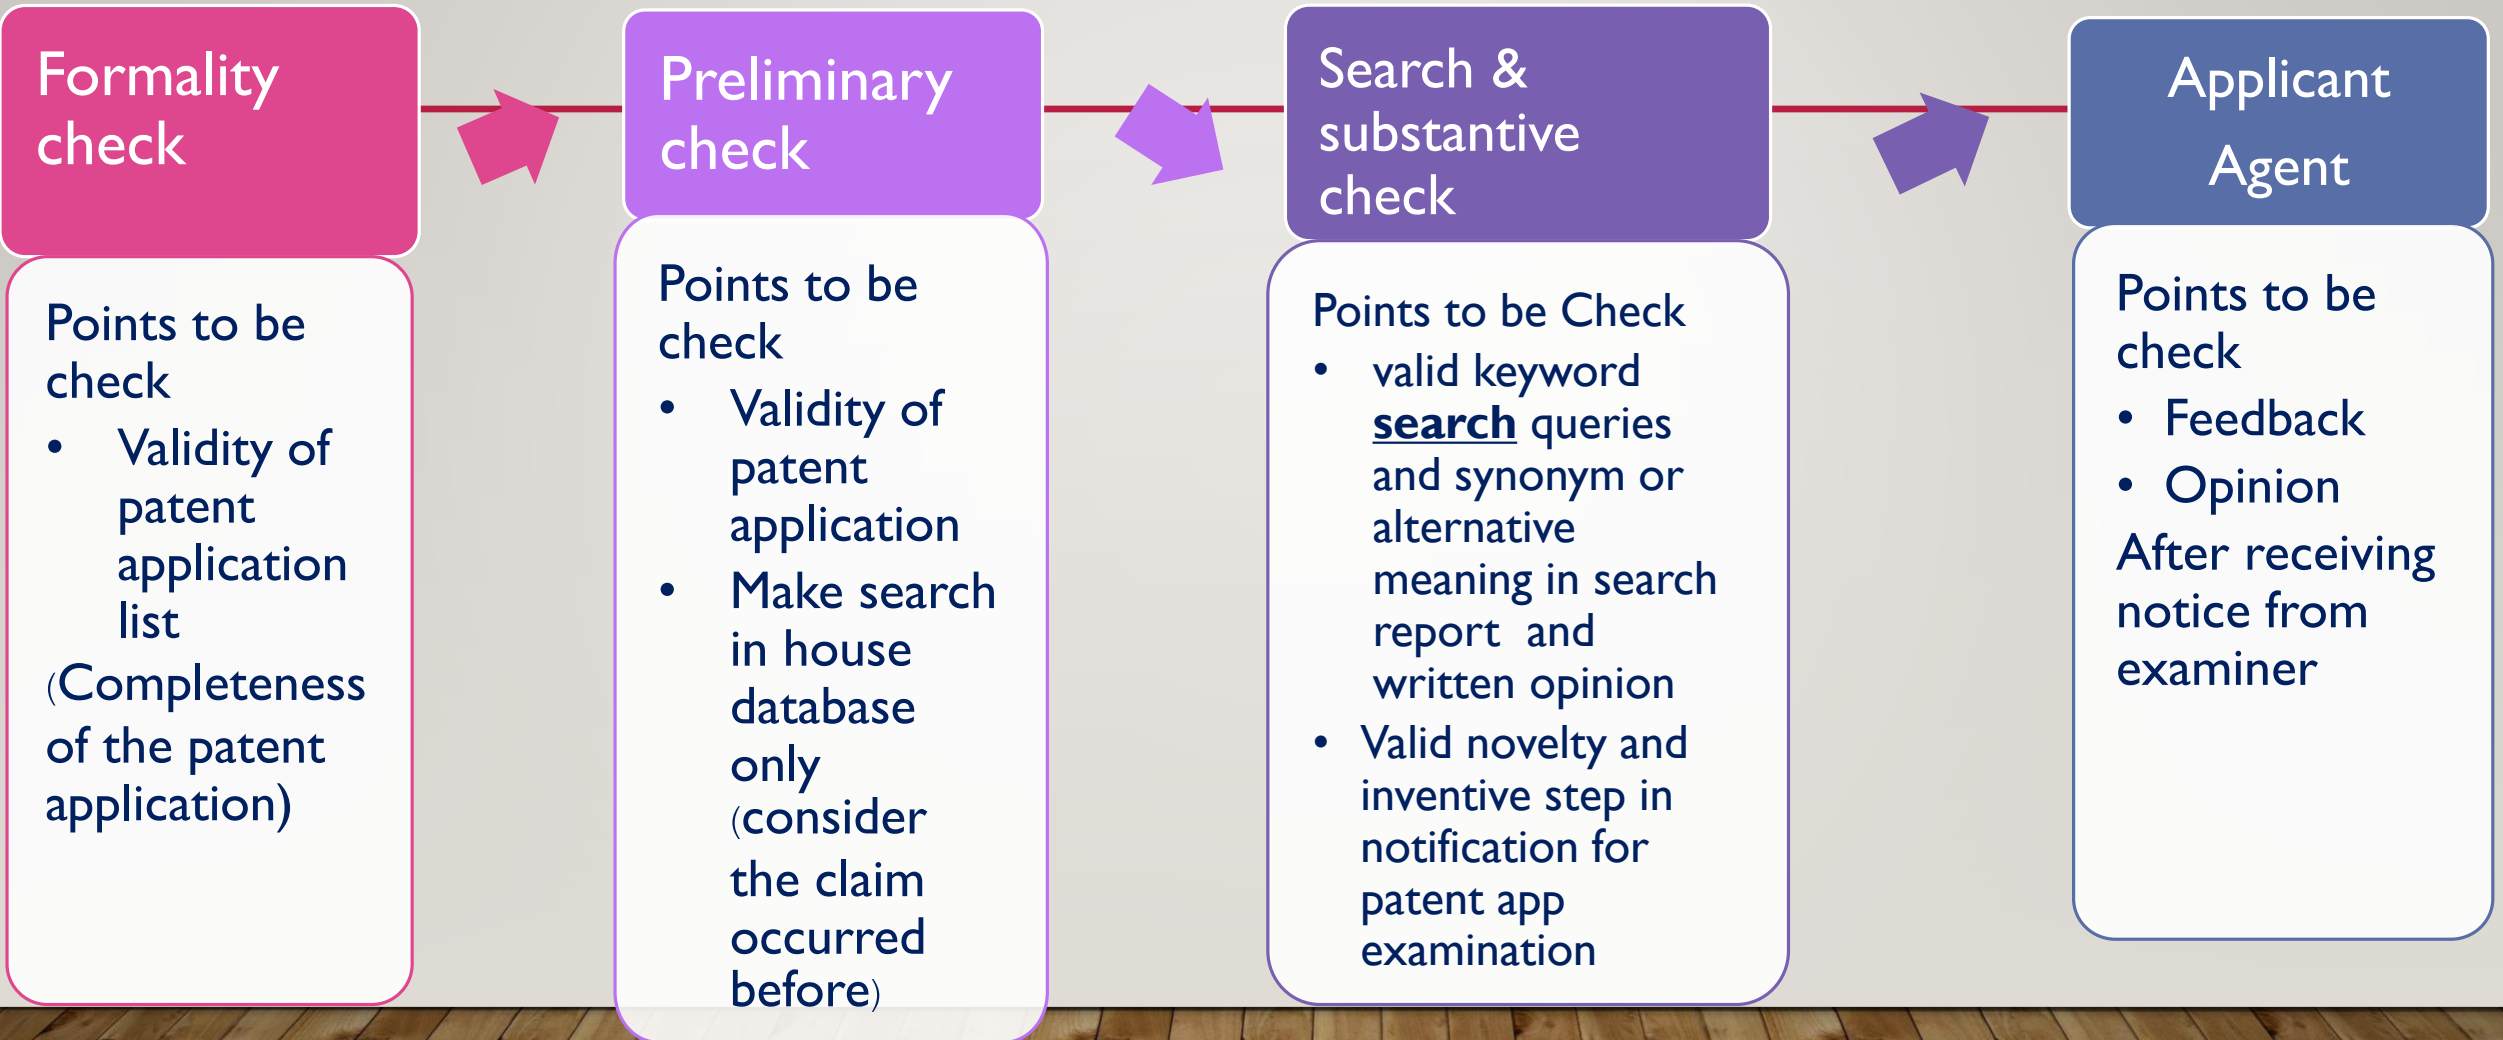 Formality
check
Points to be
check
• Validity of
patent
application
list
(Completeness
of the patent
application)
Preliminary
check
Points to be
check
• Validity of
patent
application
• Make search
in house
database
only
(consider
the claim
occurred
before)
Search &
substantive
check
Points to be Check
• valid keyword
search queries
and synonym or
alternative
meaning in search
report and
written opinion
• Valid novelty and
inventive step in
notification for
patent app
examination
Applicant
Agent
Points to be
check
• Feedback
• Opinion
After receiving
notice from
examiner